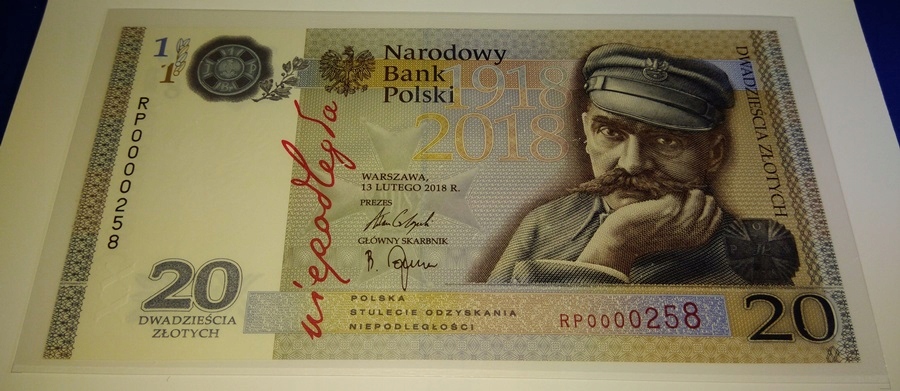 1
18
RP0000258
20
DWADZIEŚCIA
ZŁOTYCH
niepodległa
Narodowy
Bank
Polski
1918
2018
WARSZAWA,
13 LUTEGO 2018 R.
PREZES
GŁÓWNY SKARBNIK
POLSKA
STULECIE ODZYSKANIA
NIEPODLEGŁOŚCI
RP0000258
DWADZIEŚCIA ZŁOTYCH
20